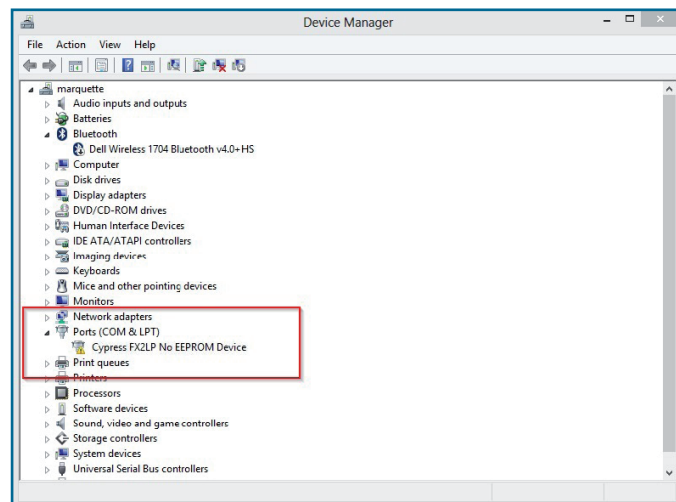 Device Manager
File Action View Help
marquette
Audio inputs and outputs
Batteries
Bluetooth
Dell Wireless 1704 Bluetooth v4.0+HS
Computer
Disk drives
Display adapters
DVD/CD-ROM drives
Human Interface Devices
IDE ATA/ATAPI controllers
Imaging devices
Keyboards
Mice and other pointing devices
Monitors
Network adapters
Ports (COM & LPT)
Cypress FX2LP No EEPROM Device
Print queues
Printers
Processors
Software devices
Sound, video and game controllers
Storage controllers
System devices
Universal Serial Bus controllers